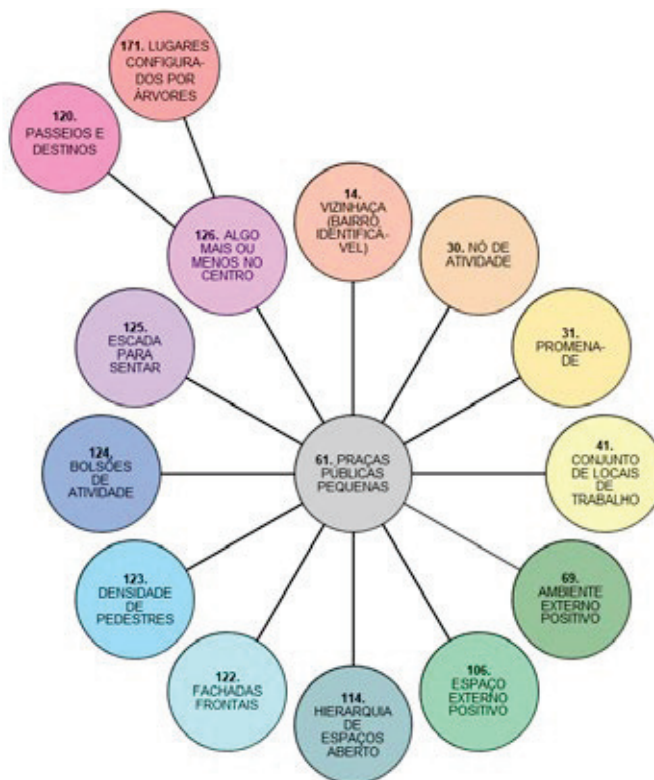 171. LUGARES
CONFIGURA-
DOS POR
ÁRVORES
120.
PASSEIOS E
DESTINOS
126. ALGO
MAIS OU
MENOS NO
CENTRO
14.
VIZINHAÇA
(BAIRRO
IDENTIFICÁ-
VEL)
30. NÓ DE
ATIVIDADE
125.
ESCADA
PARA
SENTAR
31.
PROMENA-
DE
124.
BOLSÕES
DE
ATIVIDADE
61. PRAÇAS
PÚBLICAS
PEQUENAS
41.
CONJUNTO
DE LOCAIS
DE
TRABALHO
123.
DENSIDADE
DE
PEDESTRES
69.
AMBIENTE
EXTERNO
POSITIVO
122.
FACHADAS
FRONTAIS
114.
HIERARQUIA
DE
ESPAÇOS
ABERTO
106.
ESPAÇO
EXTERNO
POSITIVO